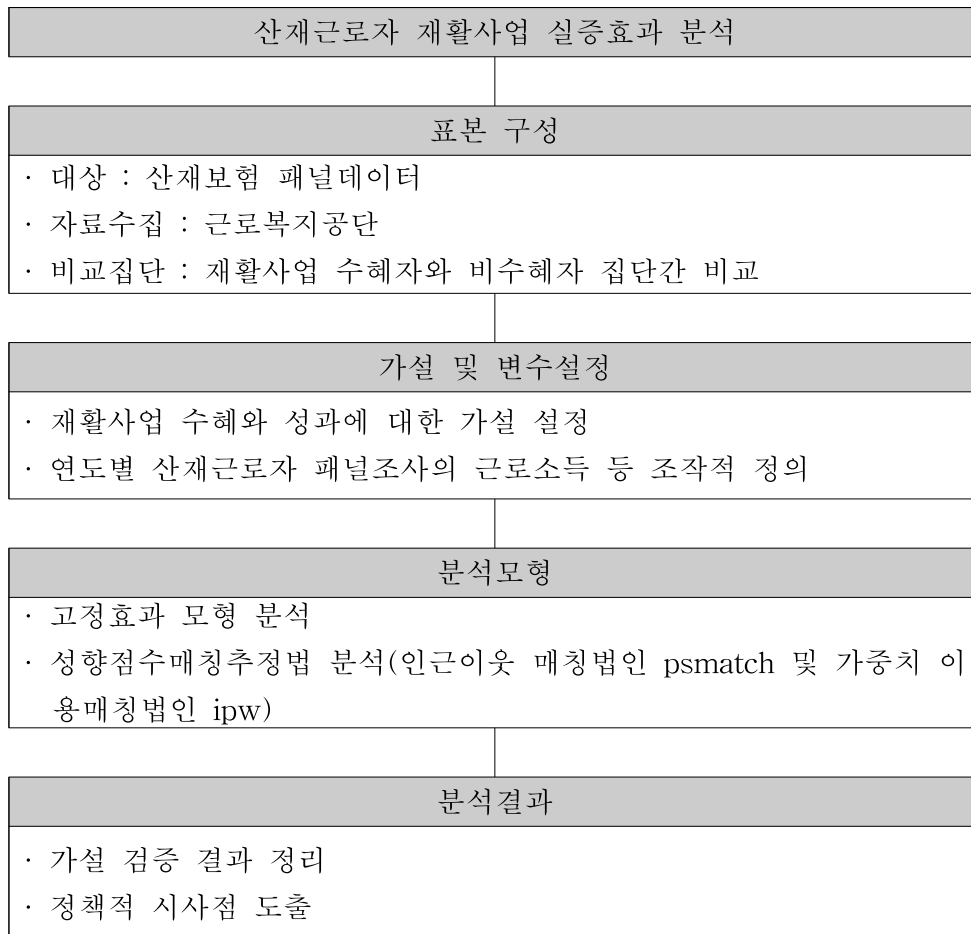 산재근로자 재활사업 실증효과 분석
표본 구성
· 대상 : 산재보험 패널데이터
· 자료수집 : 근로복지공단
· 비교집단 : 재활사업 수혜자와 비수혜자 집단간 비교
가설 및 변수설정
· 재활사업 수혜와 성과에 대한 가설 설정
· 연도별 산재근로자 패널조사의 근로소득 등 조작적 정의
분석모형
· 고정효과 모형 분석
· 성향점수매칭추정법 분석(인근이웃 매칭법인 psmatch 및 가중치 이
용매칭법인 ipw)
분석결과
· 가설 검증 결과 정리
· 정책적 시사점 도출